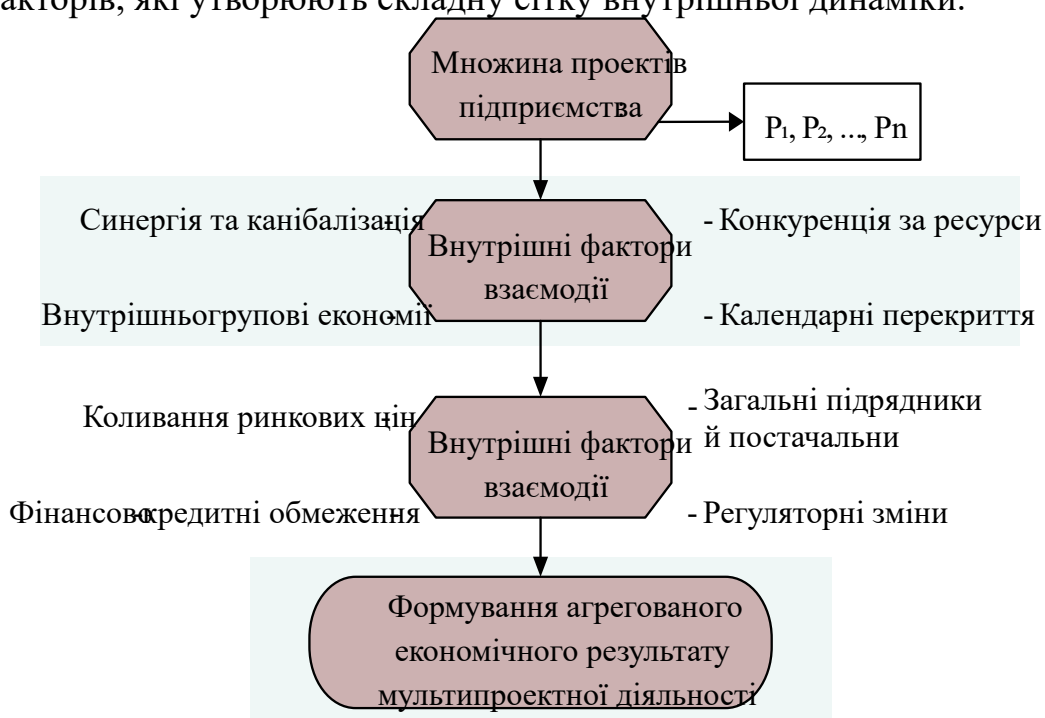 акторів, які утворюють складну сітку внутрішньої динаміки.
Множина проектів
підприємства
P₁, P₂, ..., Pn
Синергія та канібалізація -
Внутрішні фактори
взаємодії
- Конкуренція за ресурси
Внутрішньогрупові економії -
- Календарні перекриття
Коливання ринкових цін -
Внутрішні фактори
взаємодії
- Загальні підрядники
й постачальни
Фінансово-кредитні обмеження -
- Регуляторні зміни
Формування агрегованого
економічного результату
мультипроектної діяльності